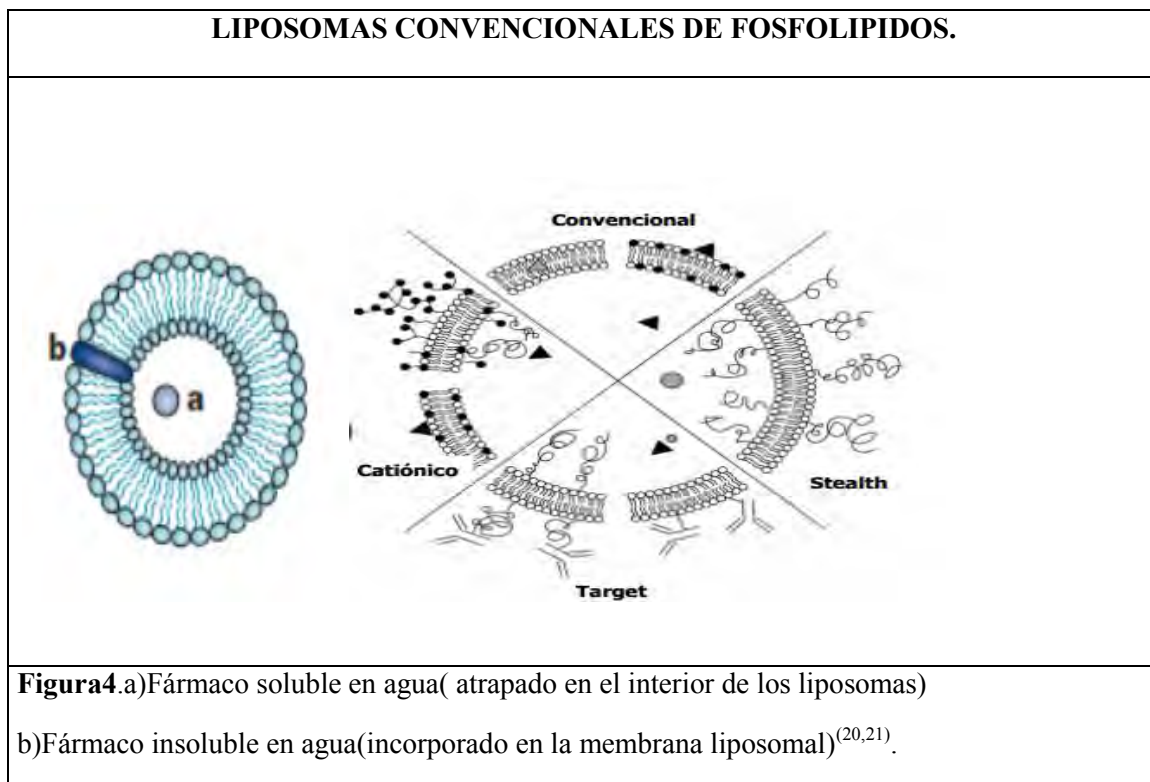 LIPOSOMAS CONVENCIONALES DE FOSFOLIPIDOS.
Convencional
b
a
Catiónico
Stealth
Target
Figura4.a)Fármaco soluble en agua( atrapado en el interior de los liposomas)
b)Fármaco insoluble en agua(incorporado en la membrana liposomal)(20,21).